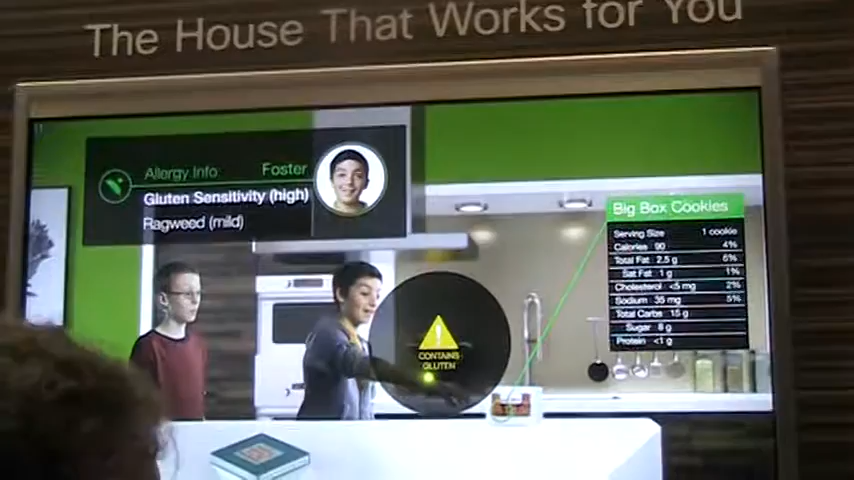 The House That Works for You
Allergy Info: Foster
Gluten Sensitivity (high)
Ragweed (mild)
Big Box Cookies
Serving Size 1 cookie
Calories 90 4%
Total Fat 2.5 g 6%
Sat Fat 1 g 1%
Cholesterol <5 mg 2%
Sodium 35 mg 5%
Total Carbs 15 g
Sugar 8 g
Protein <1 g
CONTAINS
GLUTEN